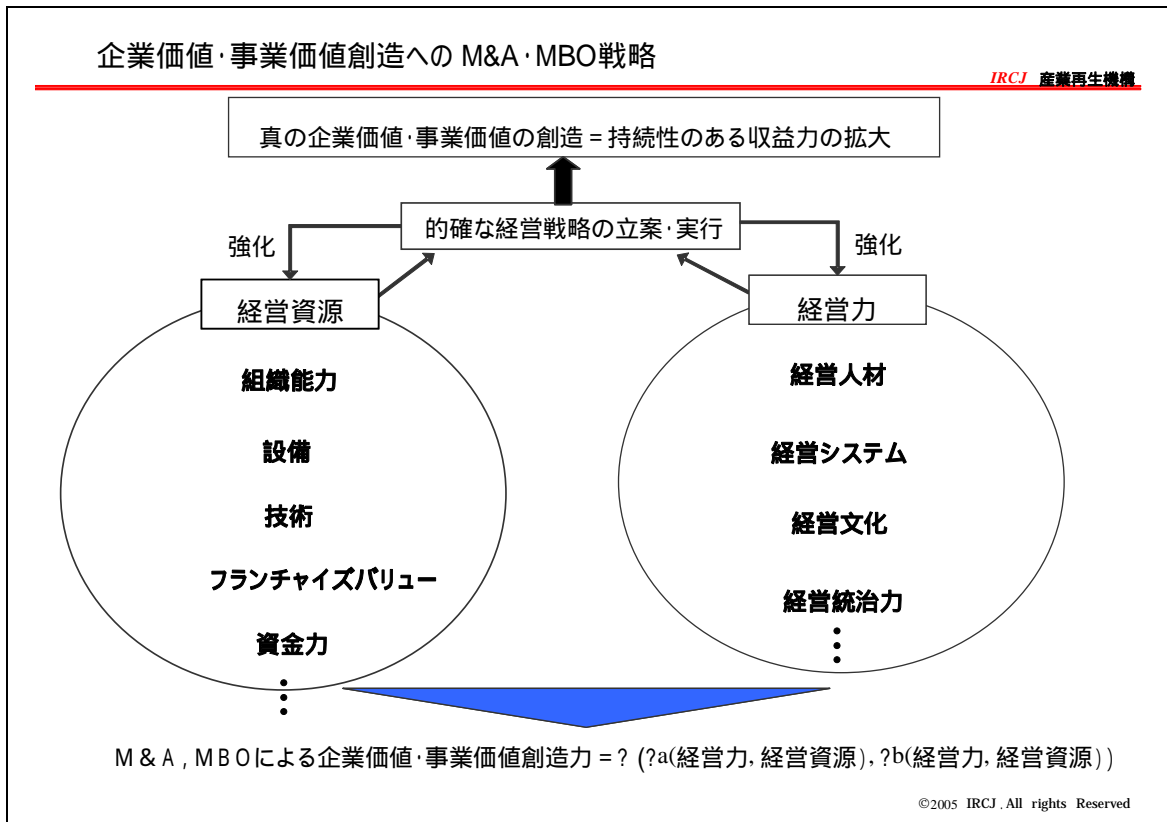 企業価値・事業価値創造への M&A・MBO戦略
IRCJ 産業再生機構
真の企業価値・事業価値の創造 = 持続性のある収益力の拡大
的確な経営戦略の立案・実行
強化
強化
経営資源
経営力
組織能力
設備
技術
フランチャイズバリュー
資金力
経営人材
経営システム
経営文化
経営統治力
M & A , MBOによる企業価値・事業価値創造力 = ? (?a(経営力, 経営資源), ?b(経営力, 経営資源))
©2005 IRCJ . All rights Reserved